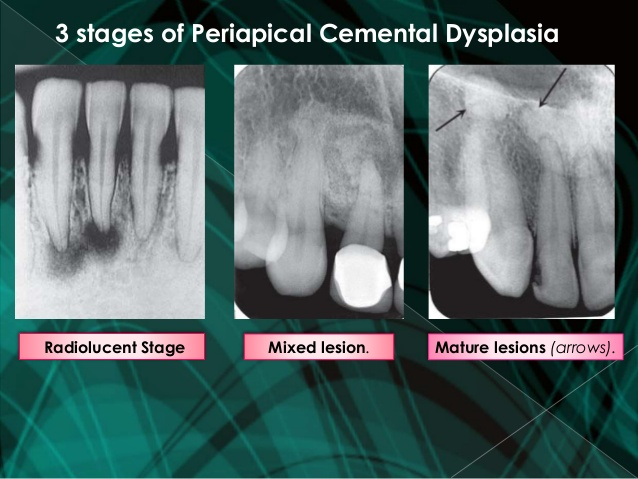 3 stages of Periapical Cemental Dysplasia
Radiolucent Stage
Mixed lesion.
Mature lesions (arrows).